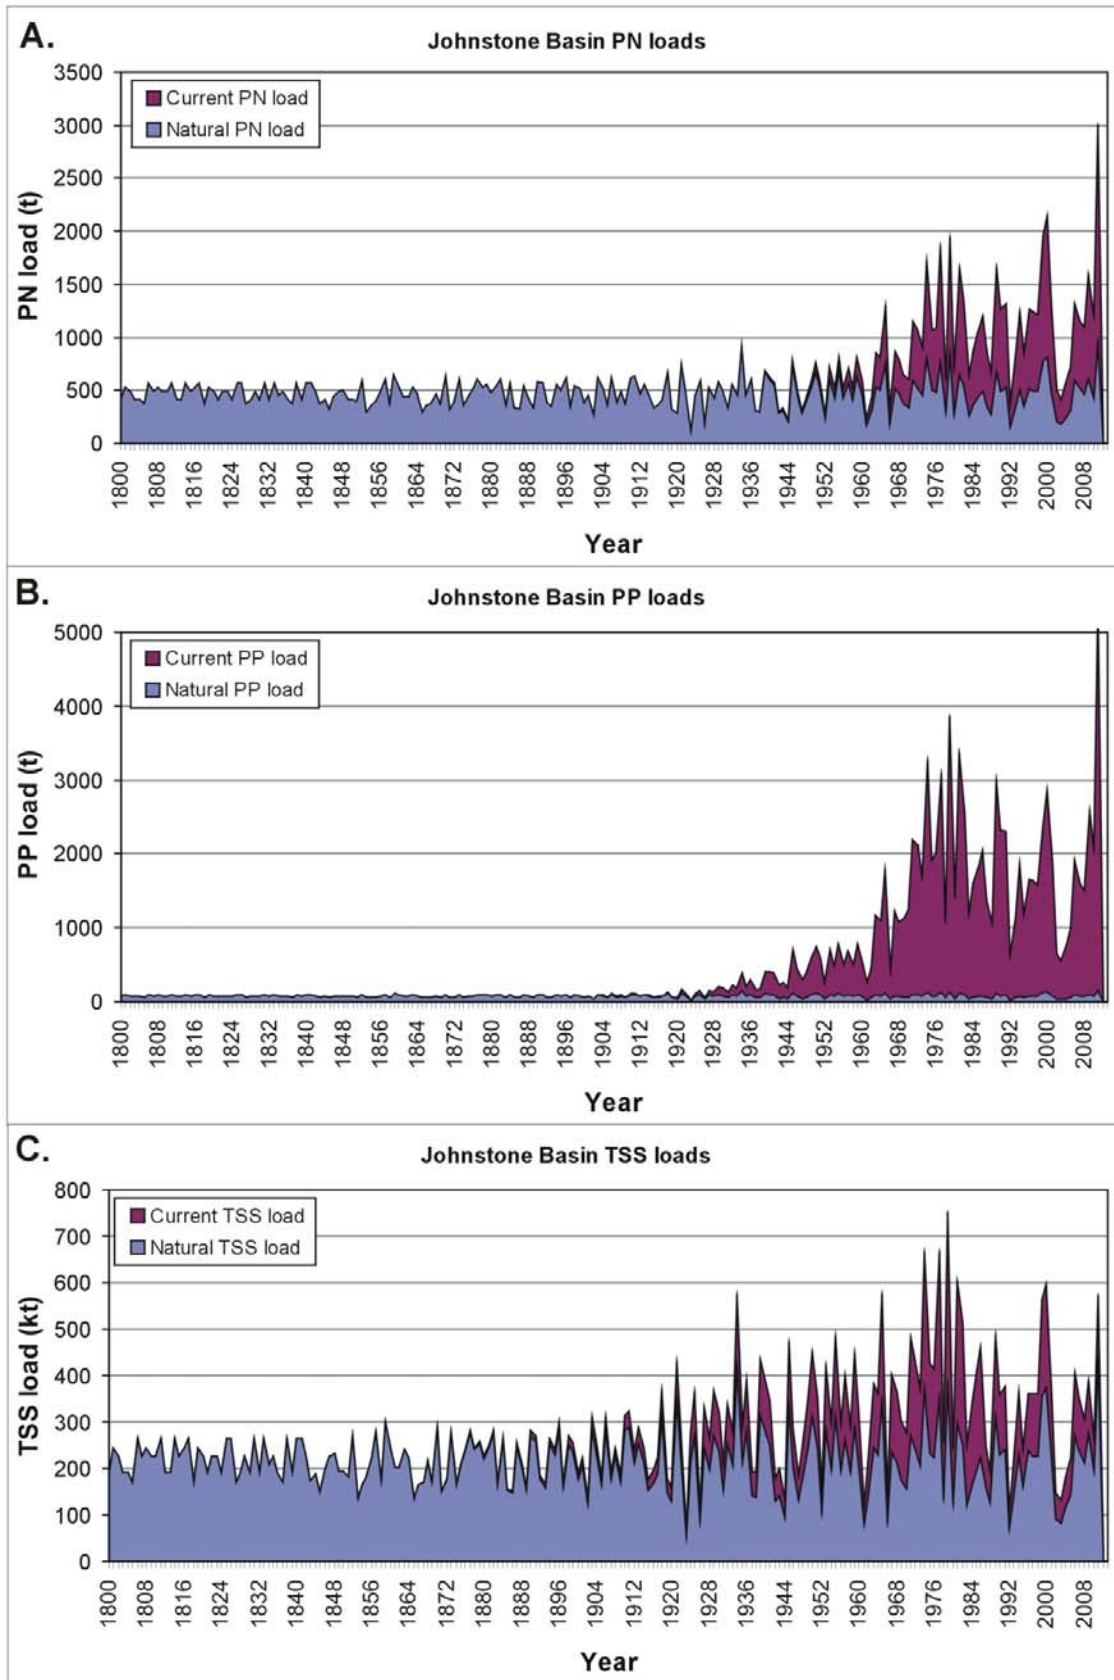 A.
Johnstone Basin PN loads
3500
3000
2500
2000
1500
1000
500
0
PN load (t)
Current PN load
Natural PN load
1800 1808 1816 1824 1832 1840 1848 1856 1864 1872 1880 1888 1896 1904 1912 1920 1928 1936 1944 1952 1960 1968 1976 1984 1992 2000 2008
Year
B.
Johnstone Basin PP loads
5000
4000
3000
2000
1000
0
PP load (t)
Current PP load
Natural PP load
1800 1808 1816 1824 1832 1840 1848 1856 1864 1872 1880 1888 1896 1904 1912 1920 1928 1936 1944 1952 1960 1968 1976 1984 1992 2000 2008
Year
C.
Johnstone Basin TSS loads
800
700
600
500
400
300
200
100
0
TSS load (kt)
Current TSS load
Natural TSS load
1800 1808 1816 1824 1832 1840 1848 1856 1864 1872 1880 1888 1896 1904 1912 1920 1928 1936 1944 1952 1960 1968 1976 1984 1992 2000 2008
Year